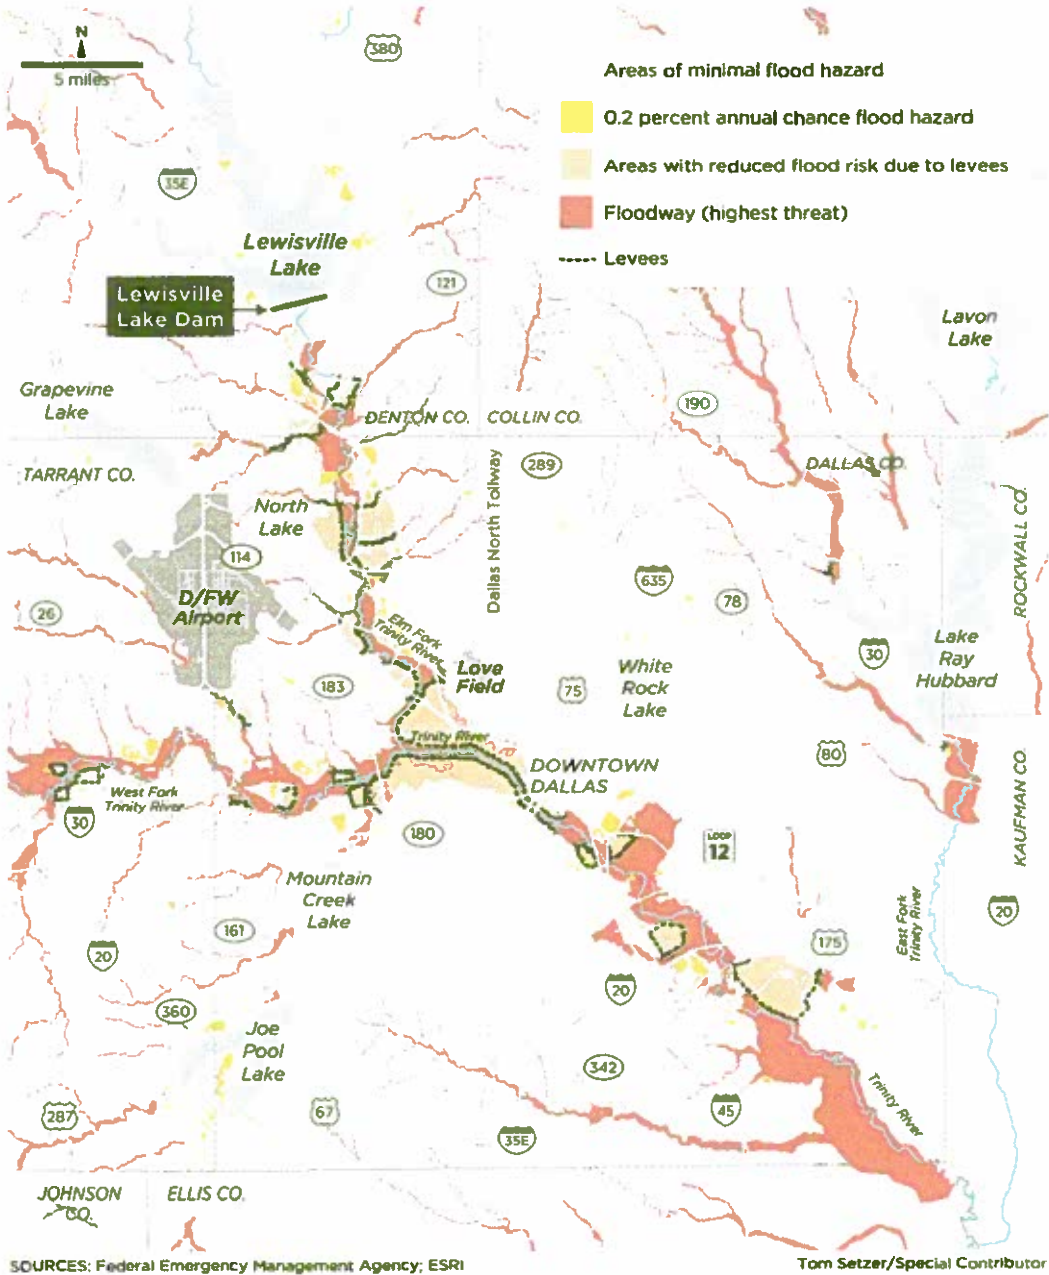 N
5 miles
380
Areas of minimal flood hazard
0.2 percent annual chance flood hazard
Areas with reduced flood risk due to levees
Floodway (highest threat)
Levees
35E
Lewisville
Lake
Lewisville
Lake Dam
121
Lavon
Lake
Grapevine
Lake
190
DENTON CO.
COLLIN CO.
TARRANT CO.
289
DALLAS CO.
North
Lake
Dallas North Tollway
ROCKWALL CO.
114
635
D/FW
Airport
26
78
Elm Fork
Trinity River
30
Lake
Ray
Hubbard
Love
Field
183
75
White
Rock
Lake
Trinity River
80
DOWNTOWN
DALLAS
KAUFMAN CO.
West Fork
Trinity River
30
180
LOOP
12
Mountain
Creek
Lake
161
20
East Fork
Trinity River
20
175
20
360
Joe
Pool
Lake
342
Trinity River
287
67
45
35E
JOHNSON
CO.
ELLIS CO.
SOURCES: Federal Emergency Management Agency; ESRI
Tom Setzer/Special Contributor